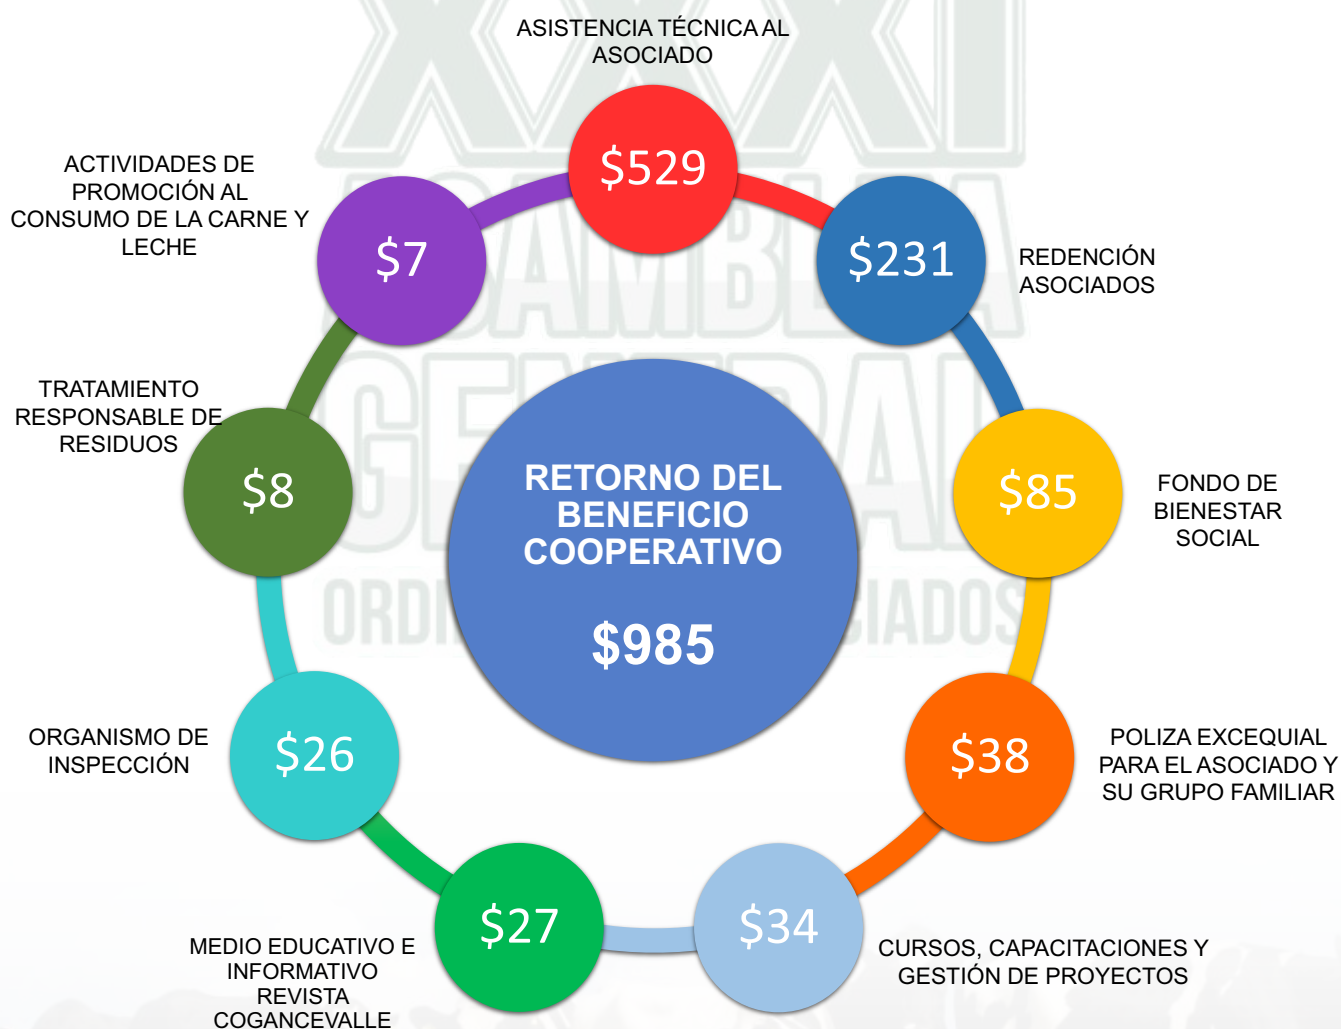 XXXI
ASAMBLEA
GENERAL
ASISTENCIA TÉCNICA AL
ASOCIADO
$529
$231
REDENCIÓN
ASOCIADOS
$85
FONDO DE
BIENESTAR
SOCIAL
$38
POLIZA EXCEQUIAL
PARA EL ASOCIADO Y
SU GRUPO FAMILIAR
$34
CURSOS, CAPACITACIONES Y
GESTIÓN DE PROYECTOS
$27
MEDIO EDUCATIVO E
INFORMATIVO
REVISTA
COGANCEVALLE
$26
ORGANISMO DE
INSPECCIÓN
$8
TRATAMIENTO
RESPONSABLE DE
RESIDUOS
$7
ACTIVIDADES DE
PROMOCIÓN AL
CONSUMO DE LA CARNE Y
LECHE
RETORNO DEL
BENEFICIO
COOPERATIVO
$985